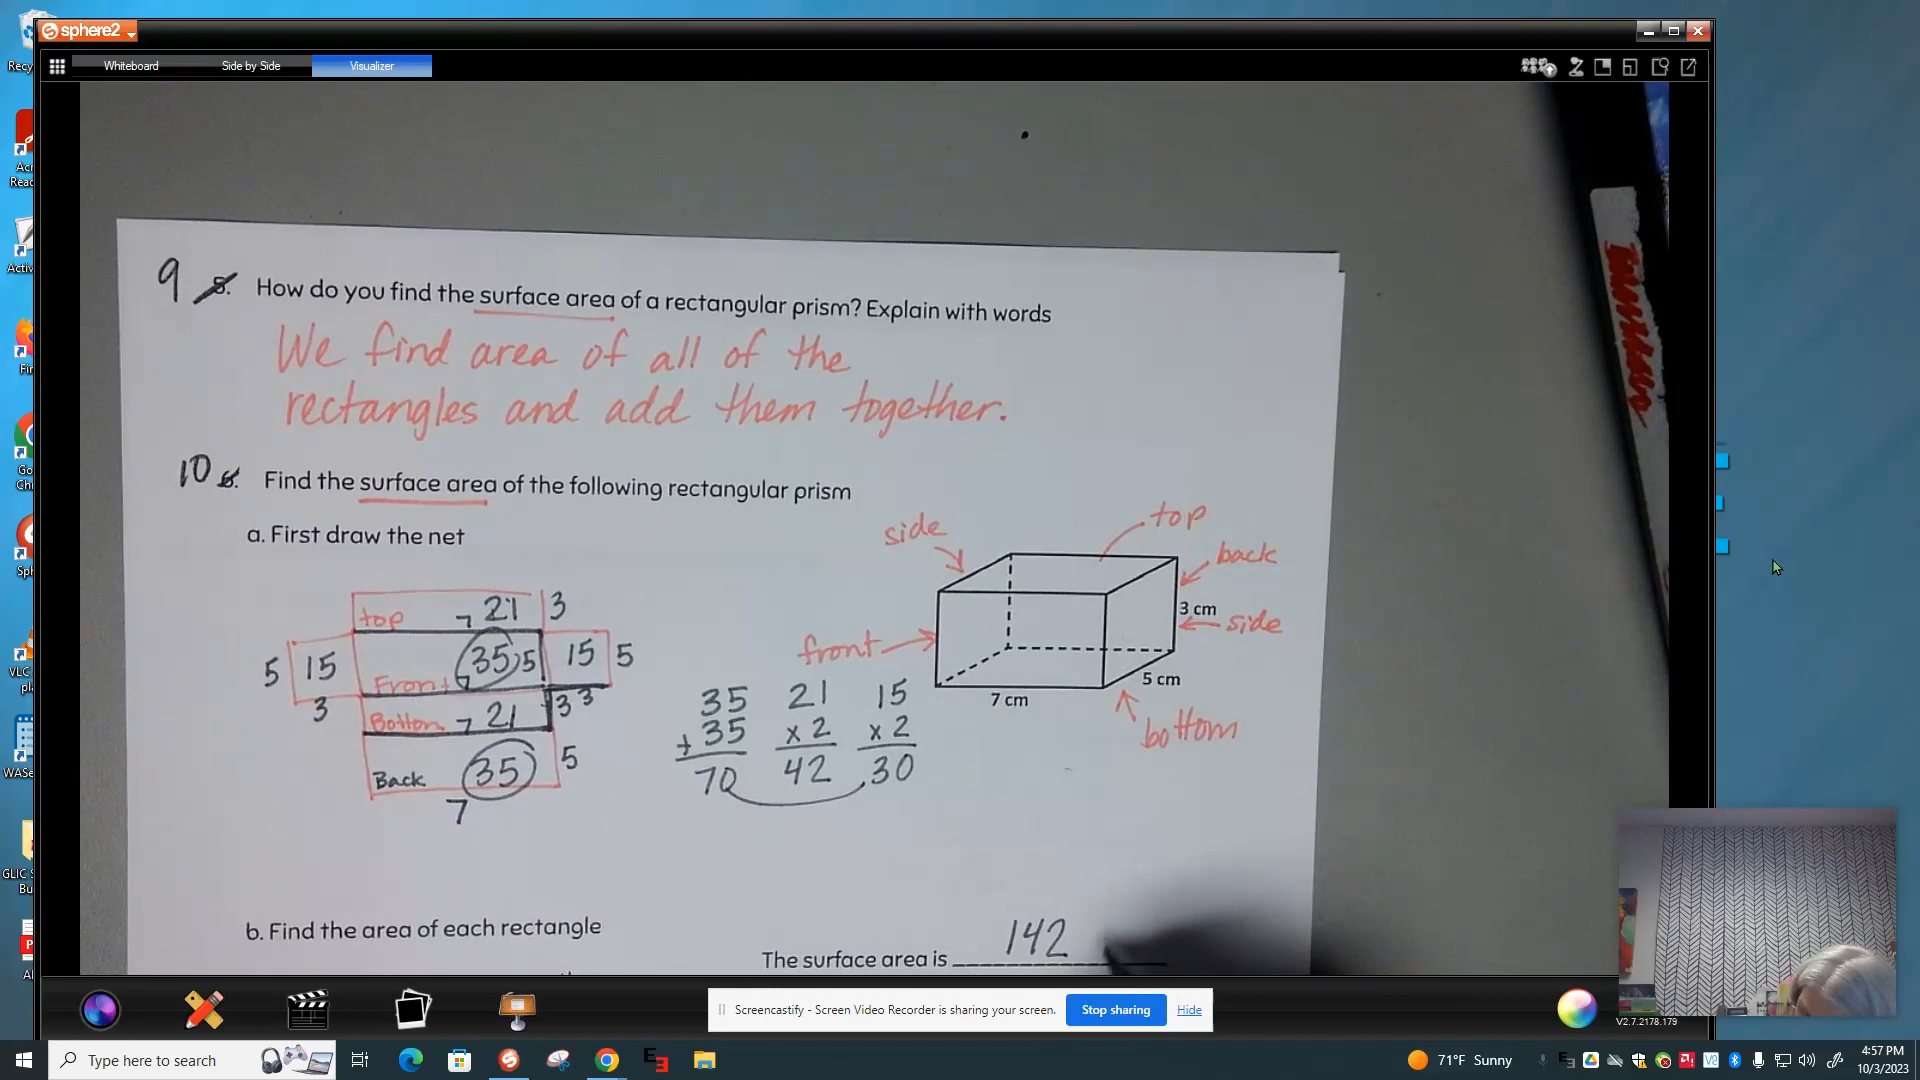 sphere2
Whiteboard
Side by Side
Visualizer
9 5. How do you find the surface area of a rectangular prism? Explain with words
We find area of all of the
rectangles and add them together.
10 6. Find the surface area of the following rectangular prism
a. First draw the net
side
top
back
3 cm
side
front
5 cm
7 cm
bottom
top 7 21 3
5 15 35 5 15 5
Front 7
3
Bottom 7 21 3 3
Back 35 5
7
35 21 15
+ 35 x 2 x 2
70 42 30
b. Find the area of each rectangle
The surface area is 142
Screencastify - Screen Video Recorder is sharing your screen.
Stop sharing
Hide
V2.7.2178.179
Type here to search
71°F Sunny
4:57 PM
10/3/2023